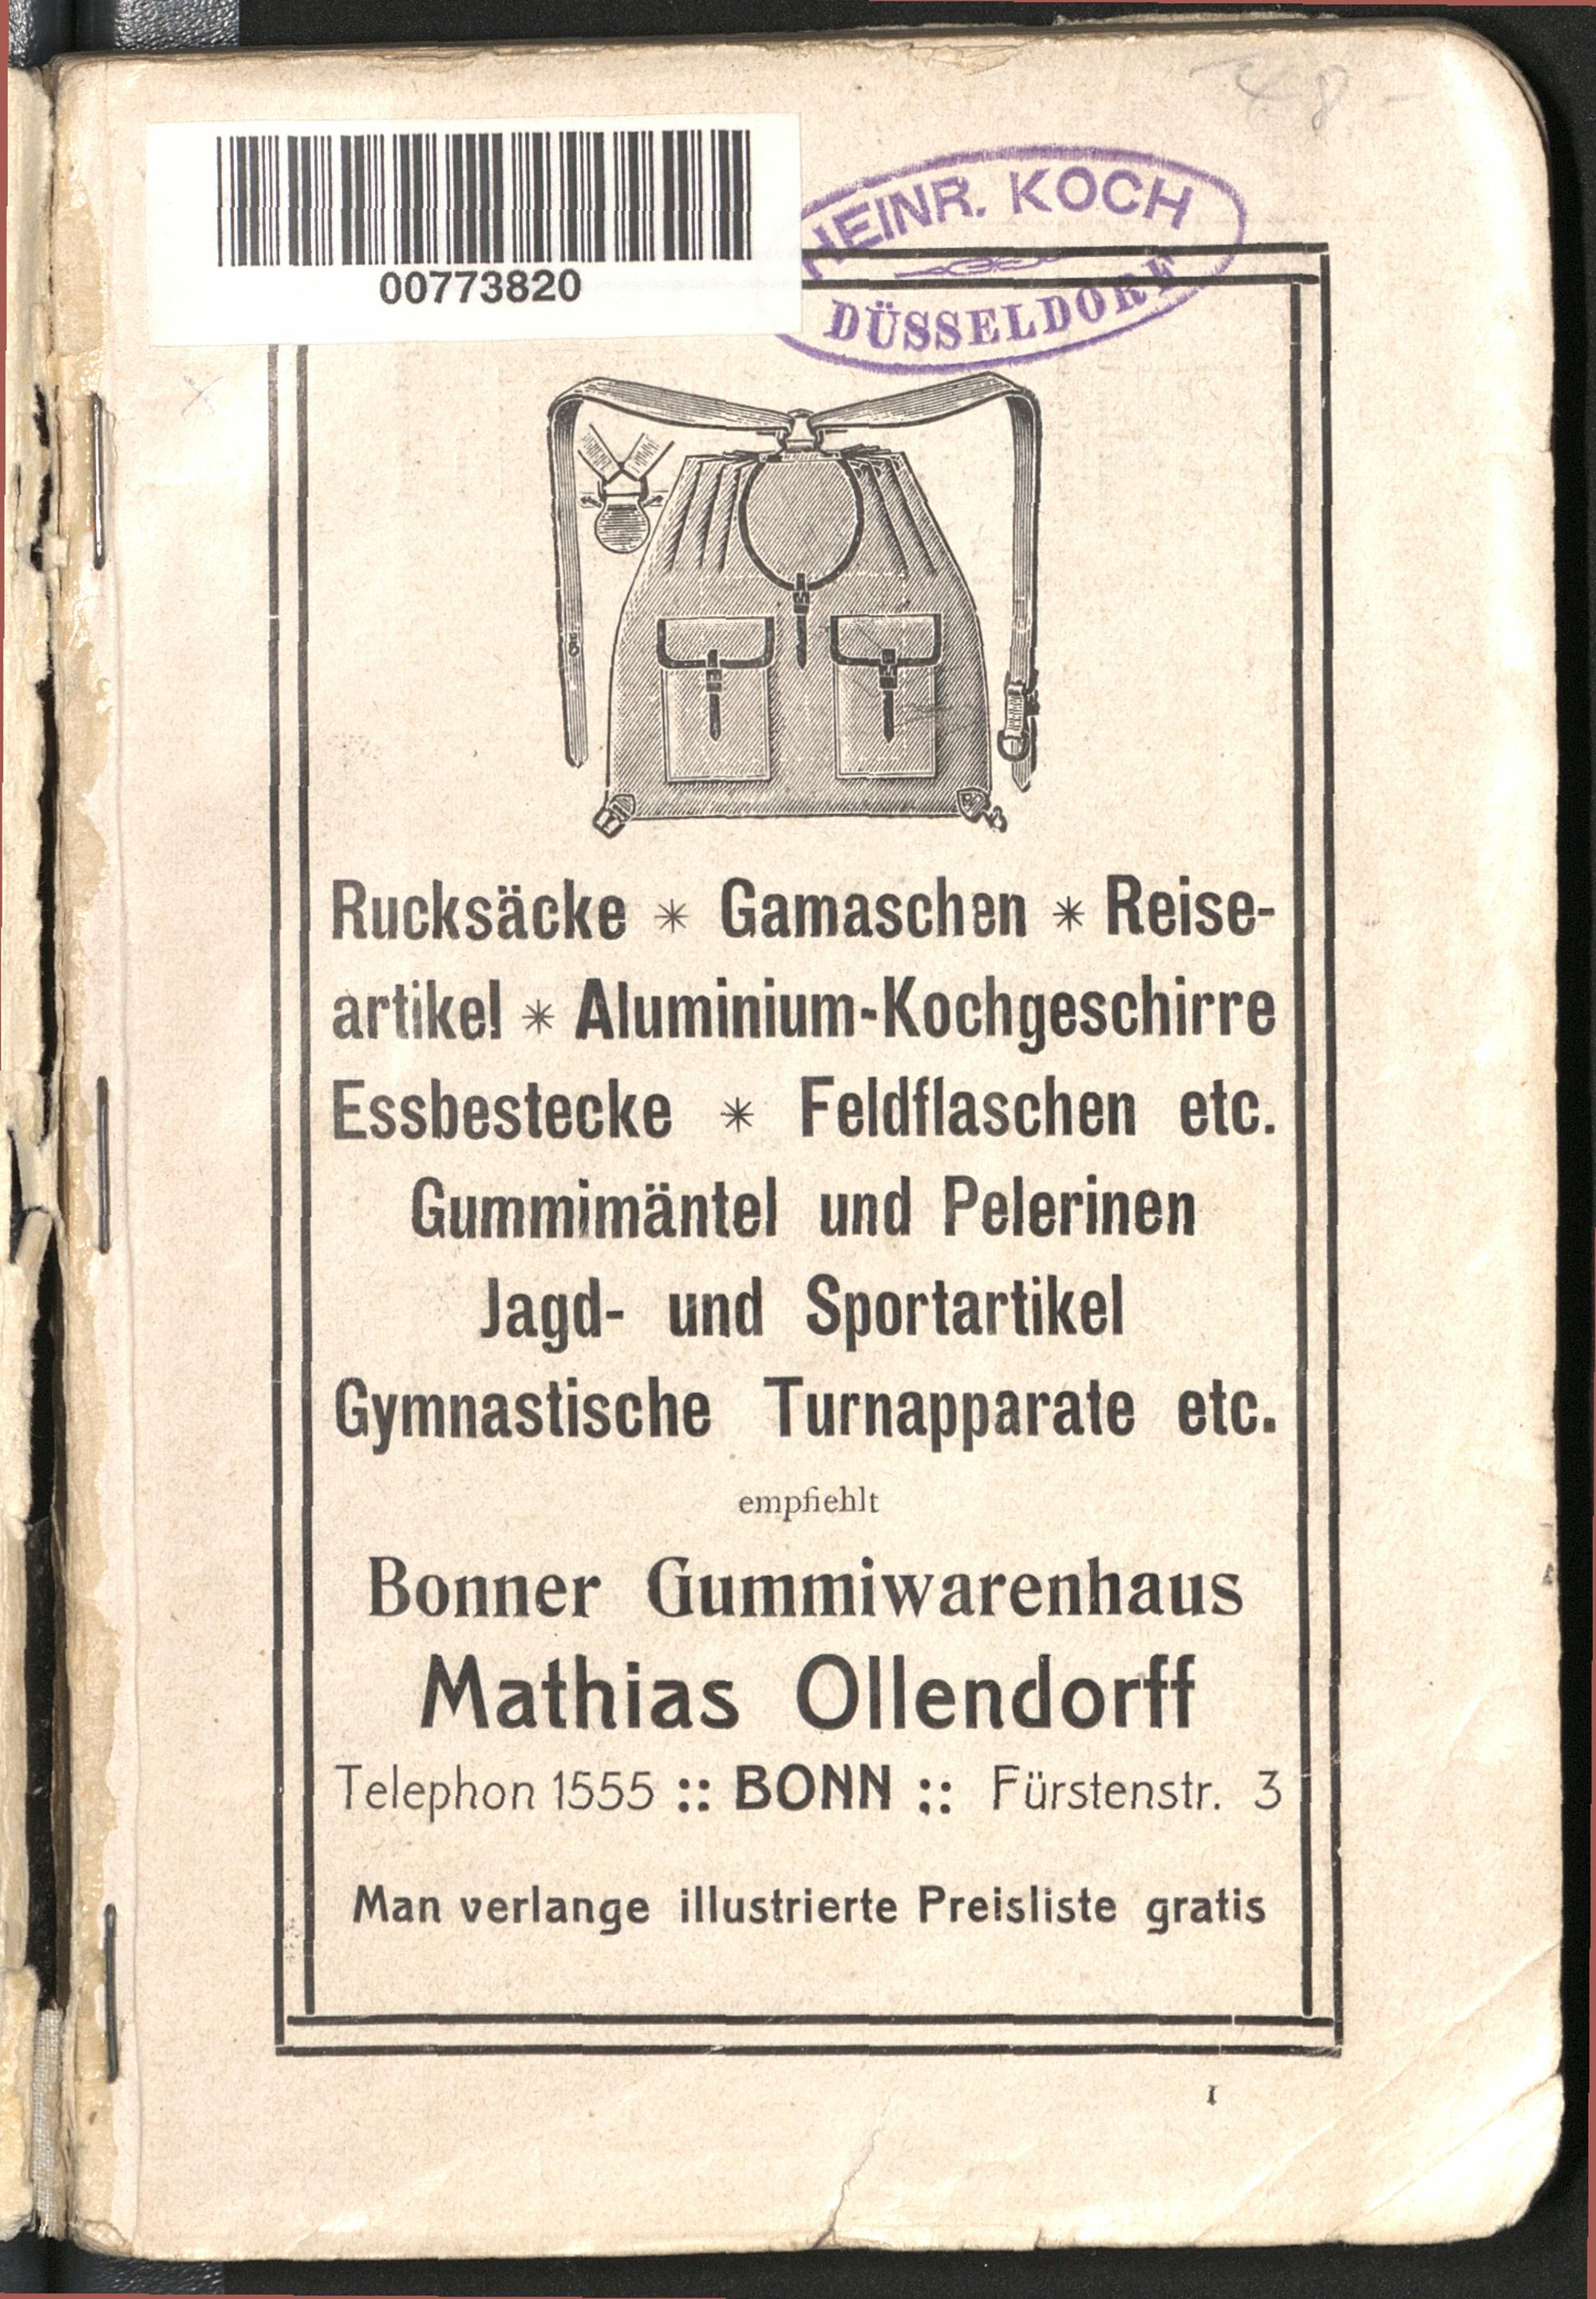 00773820
HEINR. KOCH
DÜSSELDORF
Rucksäcke * Gamaschen * Reise-
artikel * Aluminium-Kochgeschirre
Essbestecke * Feldflaschen etc.
Gummimäntel und Pelerinen
Jagd- und Sportartikel
Gymnastische Turnapparate etc.
empfiehlt
Bonner Gummiwarenhaus
Mathias Ollendorff
Telephon 1555 :: BONN :: Fürstenstr. 3
Man verlange illustrierte Preisliste gratis
I